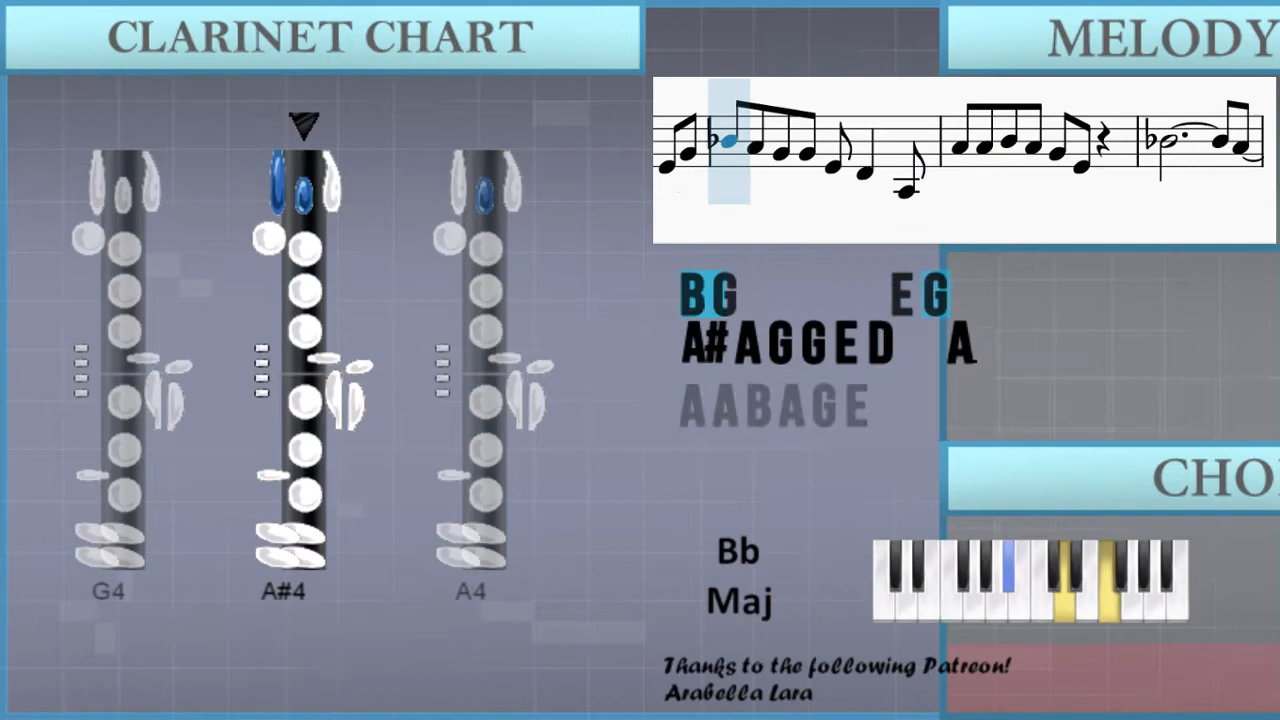 CLARINET CHART
MELODY
BG EG
A#AGGED A
AABAGE
G4 A#4 A4
CHO
Bb
Maj
Thanks to the following Patreon!
Arabella Lara